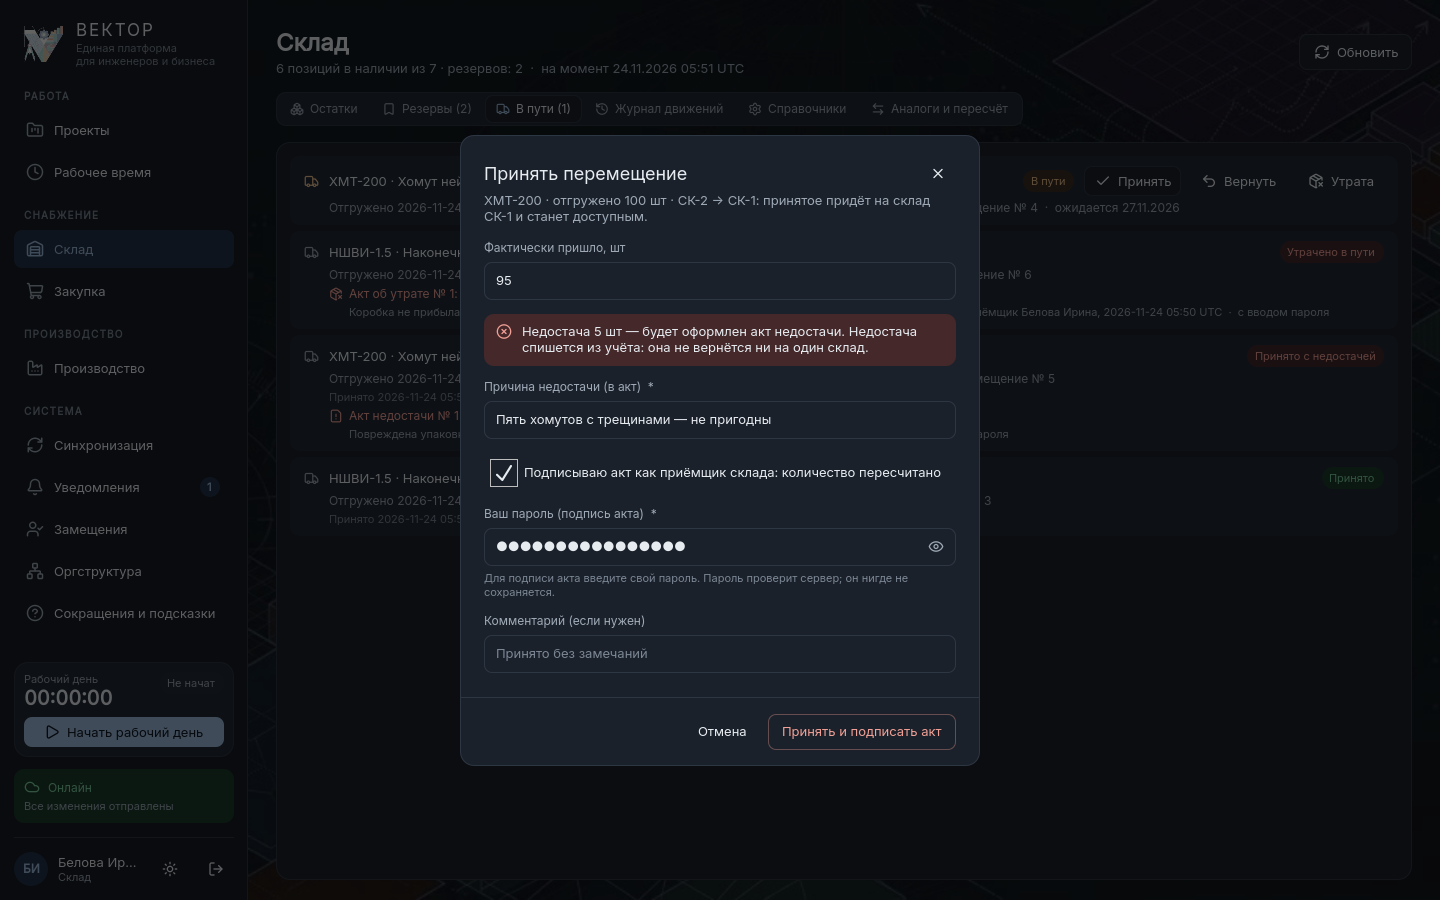 ВЕКТОР
Единая платформа
для инженеров и бизнеса
РАБОТА
Проекты
Рабочее время
СНАБЖЕНИЕ
Склад
Закупка
ПРОИЗВОДСТВО
Производство
СИСТЕМА
Синхронизация
Уведомления 1
Замещения
Оргструктура
Сокращения и подсказки
Рабочий день
Не начат
00:00:00
Начать рабочий день
Онлайн
Все изменения отправлены
БИ
Белова Ир...
Склад
Склад
6 позиций в наличии из 7 · резервов: 2 · на момент 24.11.2026 05:51 UTC
Обновить
Остатки
Резервы (2)
В пути (1)
Журнал движений
Справочники
Аналоги и пересчёт
ХМТ-200 · Хомут
В пути
Принять
Вернуть
Утрата
Отгружено 2026-11-24
№ 4 · ожидается 27.11.2026
НШВИ-1.5 ·
Утрачено в пути
Отгружено 2026-11-24
№ 6
Акт об утрате № 1:
Коробка не прибыла
Белова Ирина, 2026-11-24 05:50 UTC · с вводом пароля
ХМТ-200 · Хомут
Принято с недостачей
Отгружено 2026-11-24
№ 5
Принято 2026-11-24
Акт недостачи № 1
Повреждена
НШВИ-1.5 ·
Принято
Отгружено 2026-11-24
3
Принято 2026-11-24
Принять перемещение
ХМТ-200 · отгружено 100 шт · СК-2 → СК-1: принятое придёт на склад
СК-1 и станет доступным.
Фактически пришло, шт
95
Недостача 5 шт — будет оформлен акт недостачи. Недостача
спишется из учёта: она не вернётся ни на один склад.
Причина недостачи (в акт) *
Пять хомутов с трещинами — не пригодны
Подписываю акт как приёмщик склада: количество пересчитано
Ваш пароль (подпись акта) *
Для подписи акта введите свой пароль. Пароль проверит сервер; он нигде не
сохраняется.
Комментарий (если нужен)
Принято без замечаний
Отмена
Принять и подписать акт